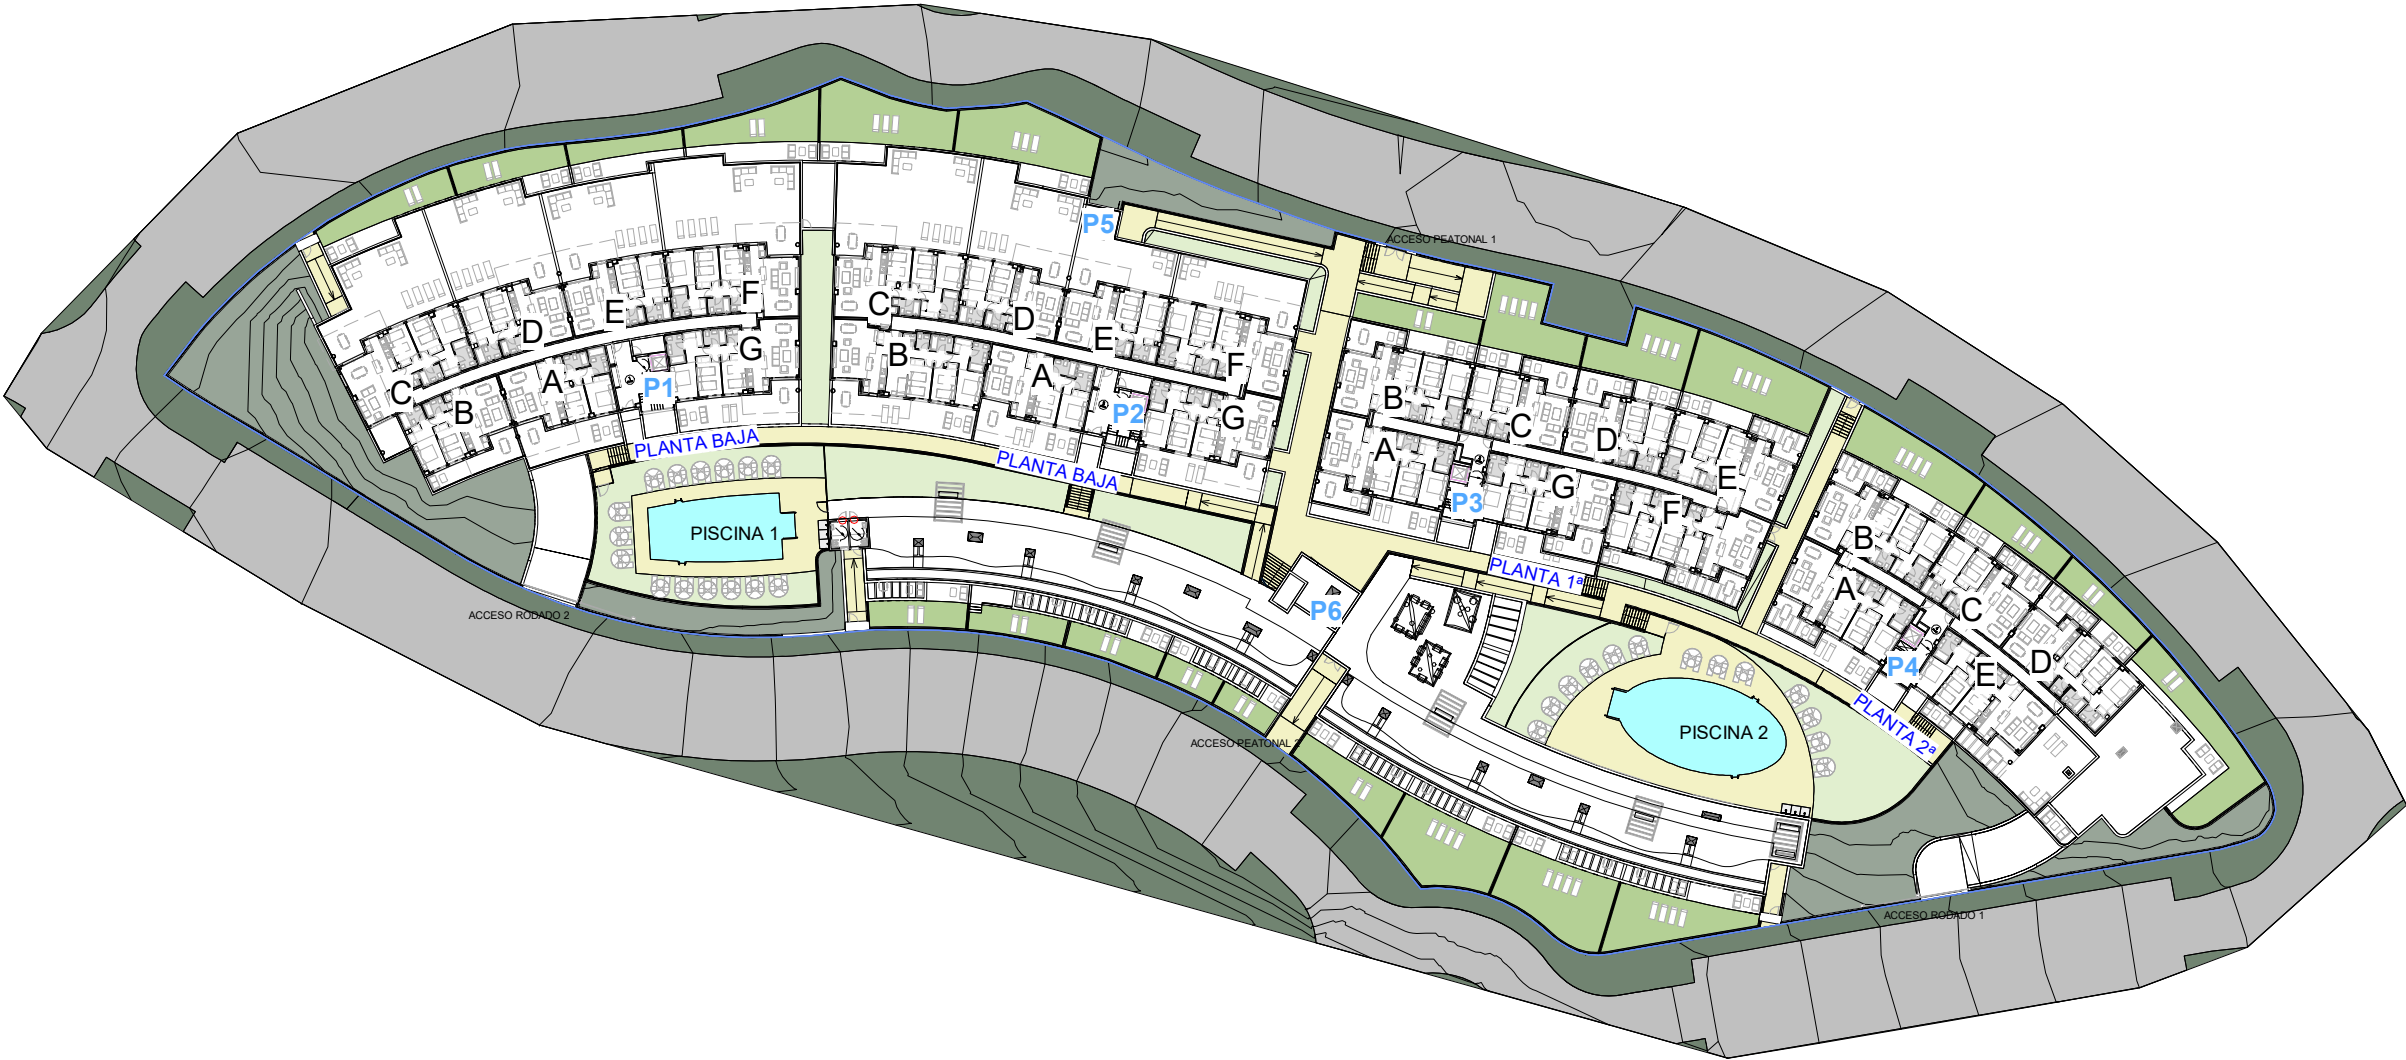 P5
ACCESO PEATONAL 1
C
D
E
F
G
A
B
P1
PLANTA BAJA
C
D
E
F
B
A
P2
G
PLANTA BAJA
B
C
D
E
A
P3
G
F
PLANTA 1ª
B
A
C
D
P4
E
PLANTA 2ª
PISCINA 1
P6
PISCINA 2
ACCESO RODADO 2
ACCESO PEATONAL 2
ACCESO RODADO 1